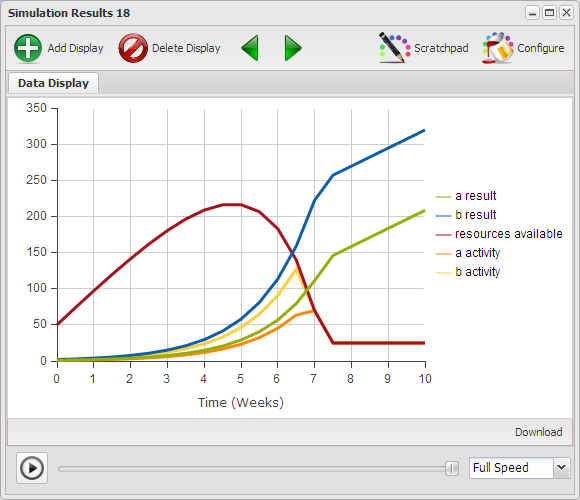 Simulation Results 18
Add Display Delete Display Scratchpad Configure
Data Display
350
300
250
200
150
100
50
0
0 1 2 3 4 5 6 7 8 9 10
Time (Weeks)
a result
b result
resources available
a activity
b activity
Download
Full Speed